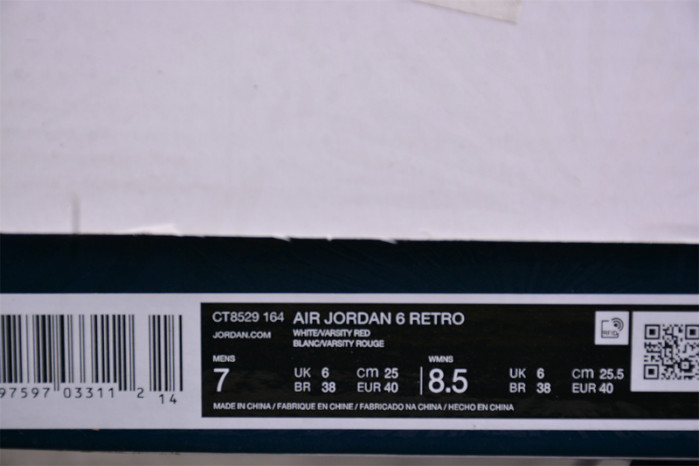 CT8529 164 AIR JORDAN 6 RETRO
JORDAN.COM WHITE/VARSITY RED
BLANC/VARSITY ROUGE
MENS WMNS
7 UK 6 cm 25 8.5 UK 6 cm 25.5
BR 38 EUR 40 BR 38 EUR 40
MADE IN CHINA / FABRIQUE EN CHINE / FABRICADO NA CHINA / HECHO EN CHINA
RFID
97597 03311 2
14